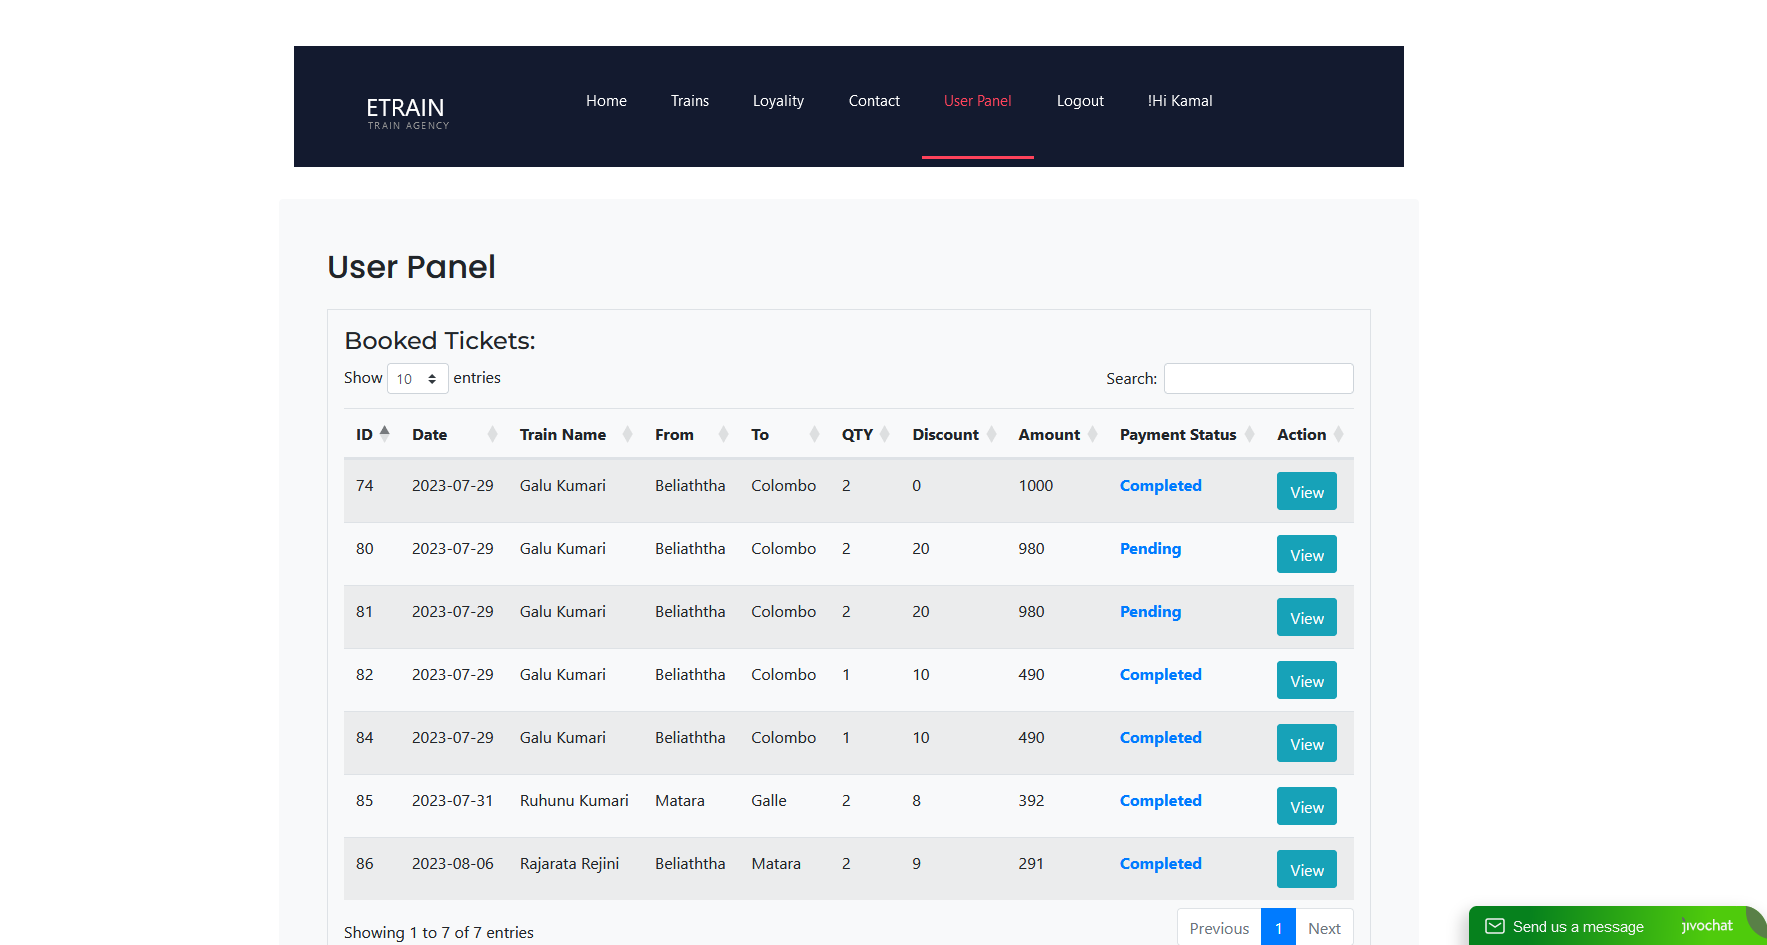 ETRAIN
TRAIN AGENCY
Home Trains Loyality Contact User Panel Logout !Hi Kamal
User Panel
Booked Tickets:
Show 10 entries Search:
ID Date Train Name From To QTY Discount Amount Payment Status Action
74 2023-07-29 Galu Kumari Beliaththa Colombo 2 0 1000 Completed View
80 2023-07-29 Galu Kumari Beliaththa Colombo 2 20 980 Pending View
81 2023-07-29 Galu Kumari Beliaththa Colombo 2 20 980 Pending View
82 2023-07-29 Galu Kumari Beliaththa Colombo 1 10 490 Completed View
84 2023-07-29 Galu Kumari Beliaththa Colombo 1 10 490 Completed View
85 2023-07-31 Ruhunu Kumari Matara Galle 2 8 392 Completed View
86 2023-08-06 Rajarata Rejini Beliaththa Matara 2 9 291 Completed View
Showing 1 to 7 of 7 entries Previous 1 Next
Send us a message jivochat